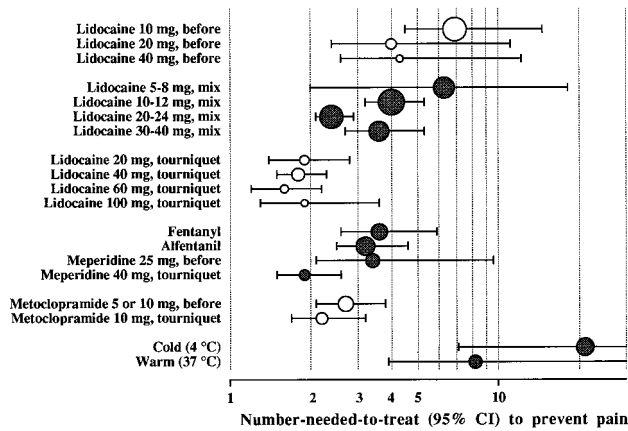 Lidocaine 10 mg, before
Lidocaine 20 mg, before
Lidocaine 40 mg, before
Lidocaine 5-8 mg, mix
Lidocaine 10-12 mg, mix
Lidocaine 20-24 mg, mix
Lidocaine 30-40 mg, mix
Lidocaine 20 mg, tourniquet
Lidocaine 40 mg, tourniquet
Lidocaine 60 mg, tourniquet
Lidocaine 100 mg, tourniquet
Fentanyl
Alfentanil
Meperidine 25 mg, before
Meperidine 40 mg, tourniquet
Metoclopramide 5 or 10 mg, before
Metoclopramide 10 mg, tourniquet
Cold (4 °C)
Warm (37 °C)
1 2 3 4 10
Number-needed-to-treat (95% CI) to prevent pain